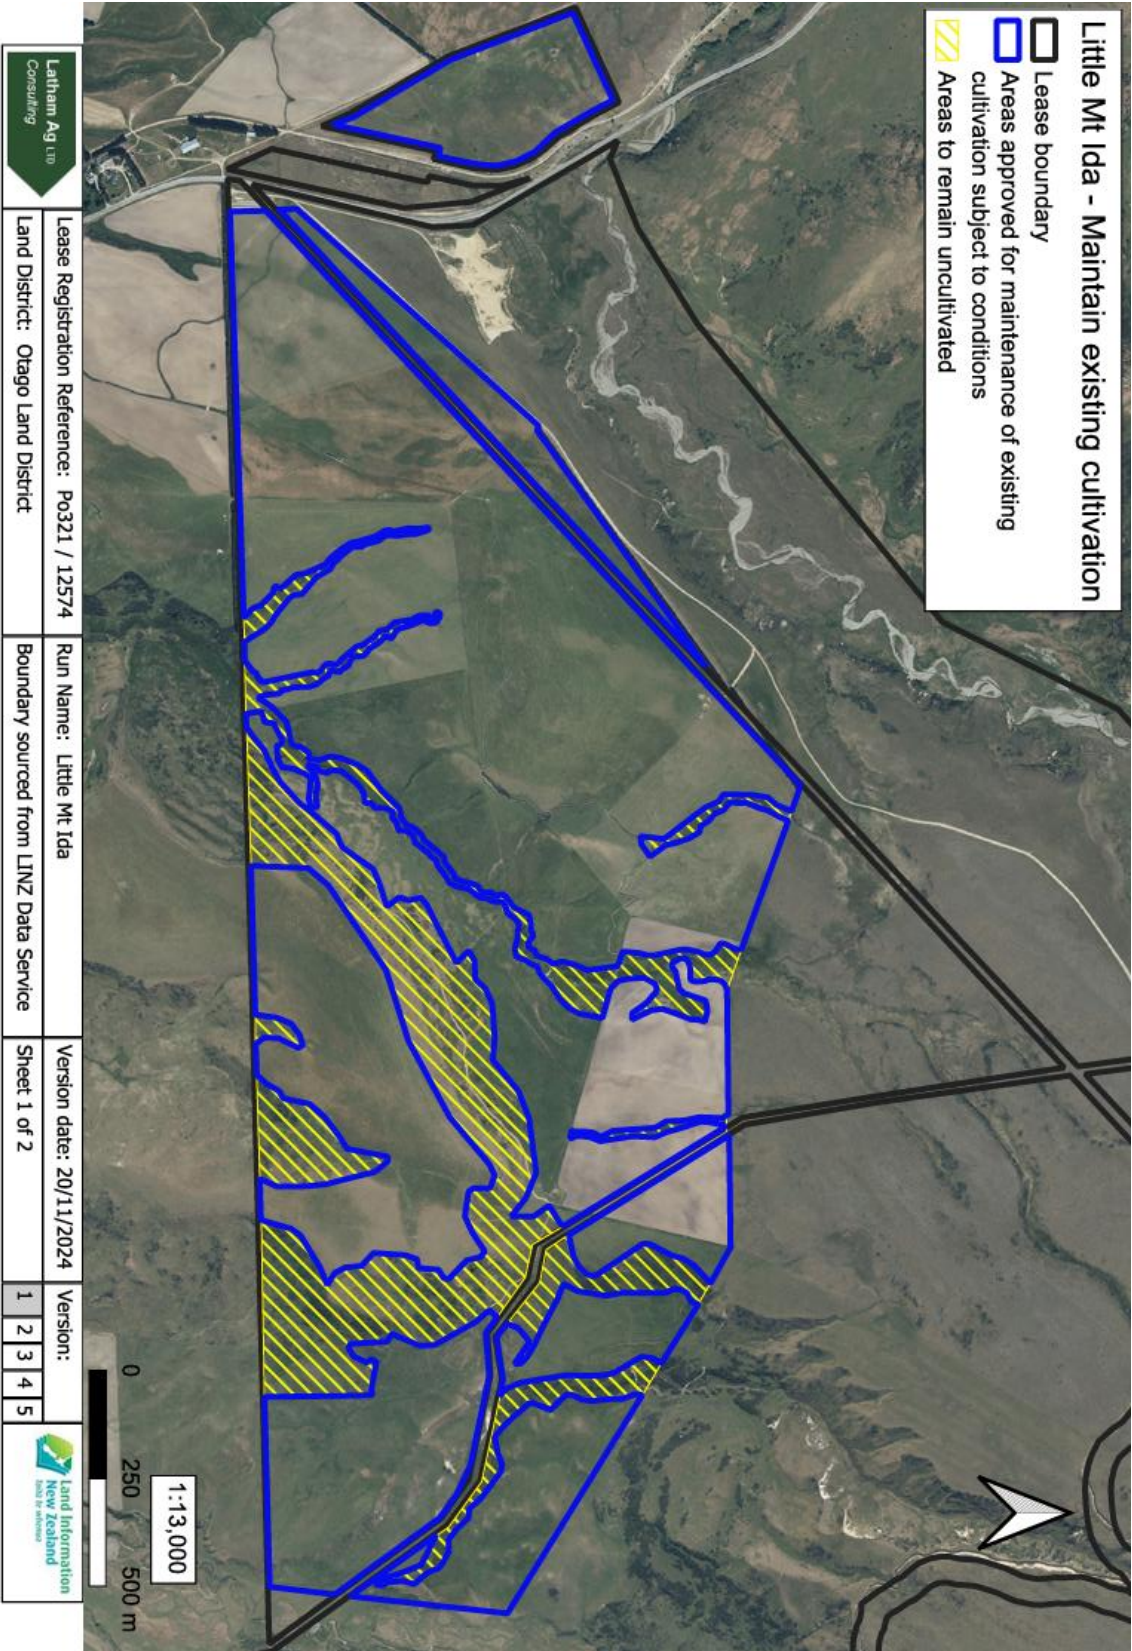 Little Mt Ida - Maintain existing cultivation
Lease boundary
Areas approved for maintenance of existing
cultivation subject to conditions
Areas to remain uncultivated
1:13,000
0 250 500 m
Latham Ag LTD
Consulting
Lease Registration Reference: Po321 / 12574
Land District: Otago Land District
Run Name: Little Mt Ida
Boundary sourced from LINZ Data Service
Version date: 20/11/2024
Sheet 1 of 2
Version:
1 2 3 4 5
Land Information
New Zealand
Toitū te whenua